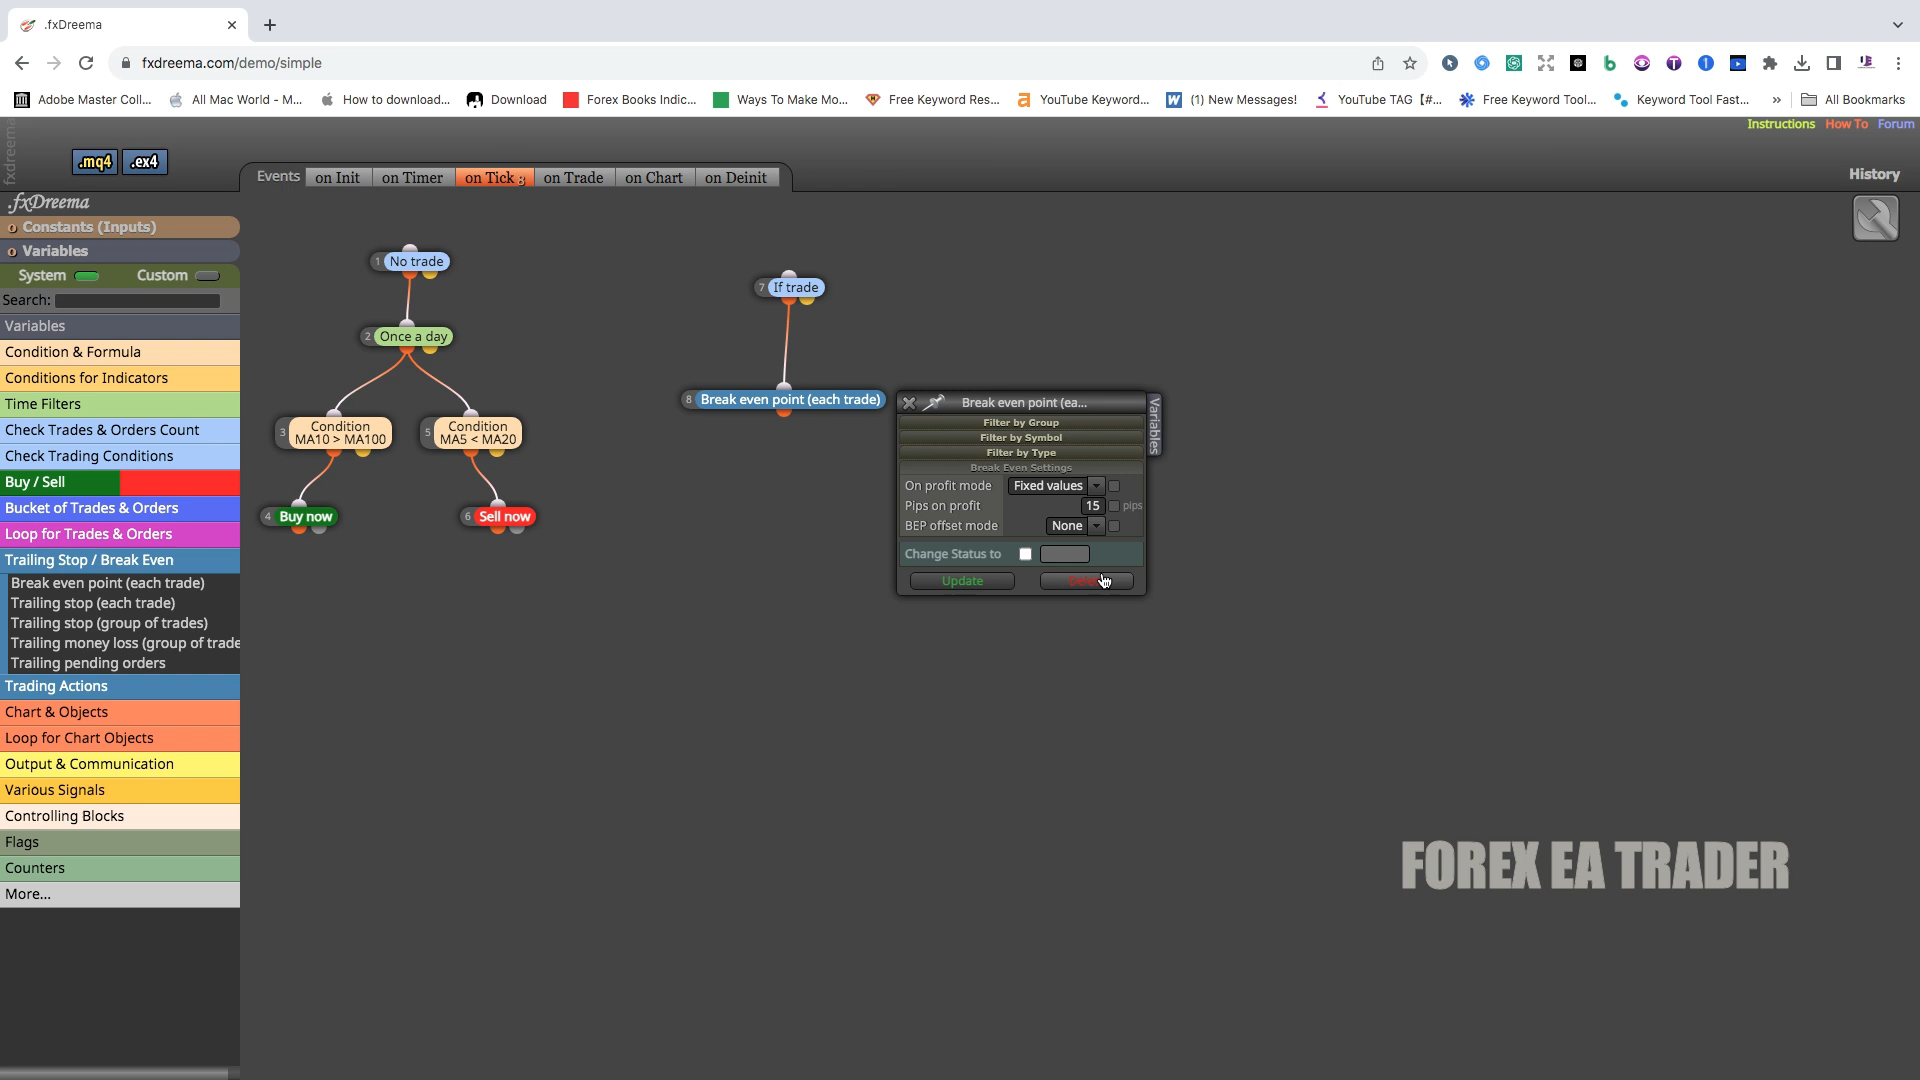 .fxDreema
fxdreema.com/demo/simple
Adobe Master Coll...
All Mac World - M...
How to download...
Download
Forex Books Indic...
Ways To Make Mo...
Free Keyword Res...
YouTube Keyword...
(1) New Messages!
YouTube TAG 【#...
Free Keyword Tool...
Keyword Tool Fast...
»
All Bookmarks
Instructions How To Forum
fxdreema
.mq4 .ex4
Events on Init on Timer on Tick 8 on Trade on Chart on Deinit
History
.fxDreema
Constants (Inputs)
Variables
System Custom
Search:
Variables
Condition & Formula
Conditions for Indicators
Time Filters
Check Trades & Orders Count
Check Trading Conditions
Buy / Sell
Bucket of Trades & Orders
Loop for Trades & Orders
Trailing Stop / Break Even
Break even point (each trade)
Trailing stop (each trade)
Trailing stop (group of trades)
Trailing money loss (group of trade
Trailing pending orders
Trading Actions
Chart & Objects
Loop for Chart Objects
Output & Communication
Various Signals
Controlling Blocks
Flags
Counters
More...
1 No trade
2 Once a day
3 Condition
MA10 > MA100
5 Condition
MA5 < MA20
4 Buy now
6 Sell now
7 If trade
8 Break even point (each trade)
Break even point (ea...
Variables
Filter by Group
Filter by Symbol
Filter by Type
Break Even Settings
On profit mode Fixed values
Pips on profit 15 pips
BEP offset mode None
Change Status to
Update
FOREX EA TRADER